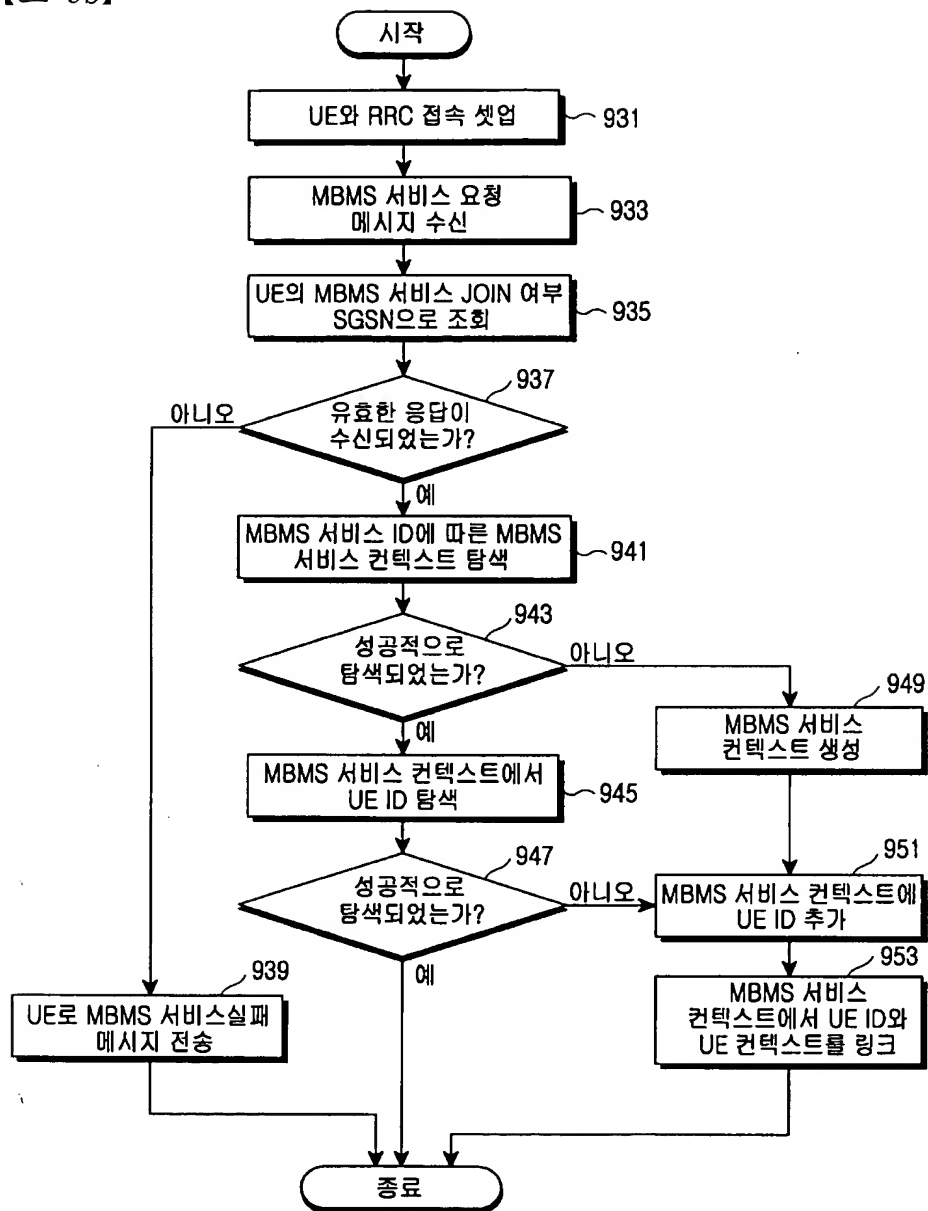 시작
UE와 RRC 접속 셋업
931
MBMS 서비스 요청
메시지 수신
933
UE의 MBMS 서비스 JOIN 여부
SGSN으로 조회
935
937
아니오
유효한 응답이
수신되었는가?
예
MBMS 서비스 ID에 따른 MBMS
서비스 컨텍스트 탐색
941
943
성공적으로
탐색되었는가?
아니오
예
949
MBMS 서비스
컨텍스트 생성
MBMS 서비스 컨텍스트에서
UE ID 탐색
945
947
성공적으로
탐색되었는가?
아니오
예
951
MBMS 서비스 컨텍스트에
UE ID 추가
953
MBMS 서비스
컨텍스트에서 UE ID와
UE 컨텍스트를 링크
939
UE로 MBMS 서비스실패
메시지 전송
종료